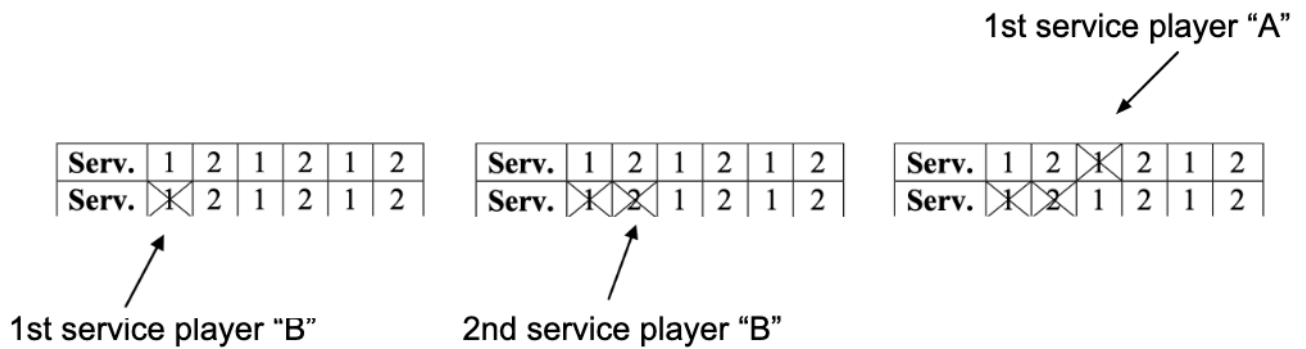 1st service player “A”
Serv. 1 2 1 2 1 2
Serv. 1 2 1 2 1 2
Serv. 1 2 1 2 1 2
Serv. 1 2 1 2 1 2
Serv. 1 2 1 2 1 2
Serv. 1 2 1 2 1 2
1st service player “B”
2nd service player “B”